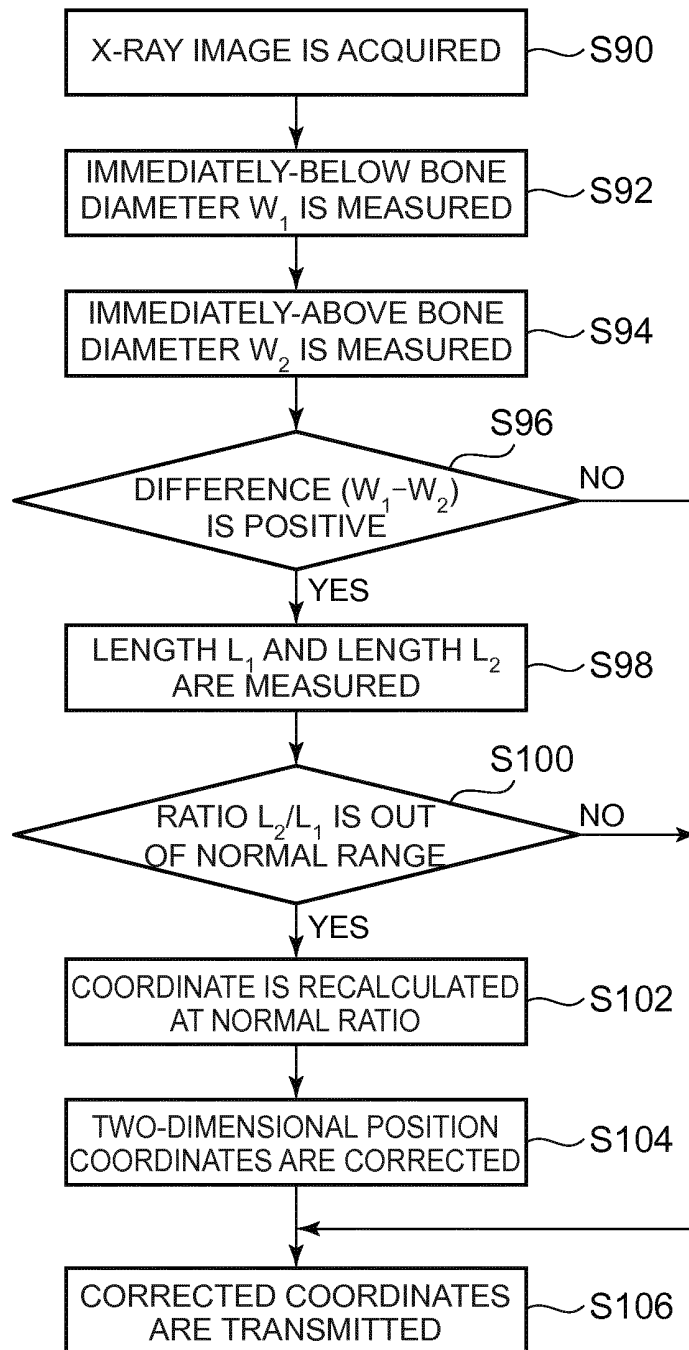 X-RAY IMAGE IS ACQUIRED
S90
IMMEDIATELY-BELOW BONE
DIAMETER W₁ IS MEASURED
S92
IMMEDIATELY-ABOVE BONE
DIAMETER W₂ IS MEASURED
S94
S96
DIFFERENCE (W₁−W₂)
IS POSITIVE
NO
YES
LENGTH L₁ AND LENGTH L₂
ARE MEASURED
S98
S100
RATIO L₂/L₁ IS OUT
OF NORMAL RANGE
NO
YES
COORDINATE IS RECALCULATED
AT NORMAL RATIO
S102
TWO-DIMENSIONAL POSITION
COORDINATES ARE CORRECTED
S104
CORRECTED COORDINATES
ARE TRANSMITTED
S106